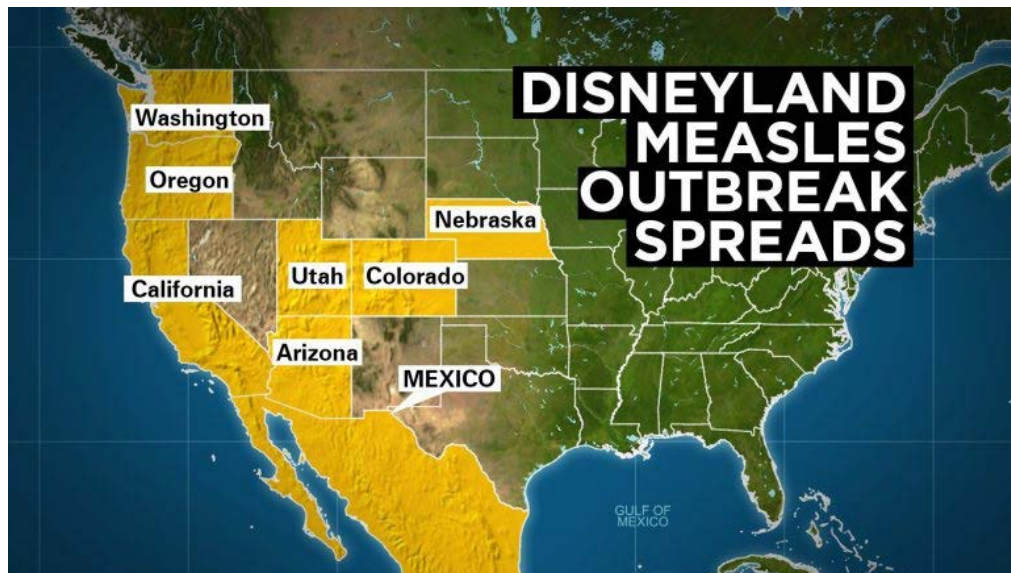 DISNEYLAND
MEASLES
OUTBREAK
SPREADS
Washington
Oregon
Nebraska
California
Utah
Colorado
Arizona
MEXICO
GULF OF
MEXICO